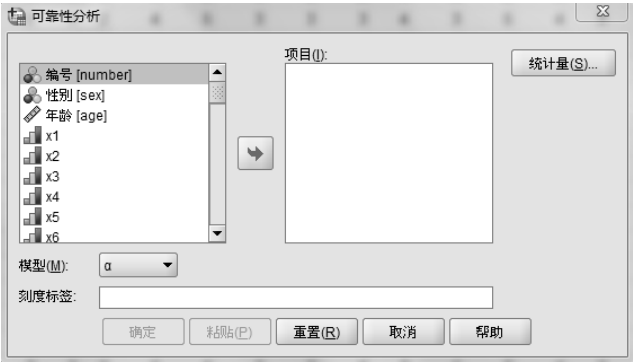 可靠性分析
项目(I):
统计量(S)...
编号 [number]
性别 [sex]
年龄 [age]
x1
x2
x3
x4
x5
x6
模型(M):
α
刻度标签:
确定
粘贴(P)
重置(R)
取消
帮助